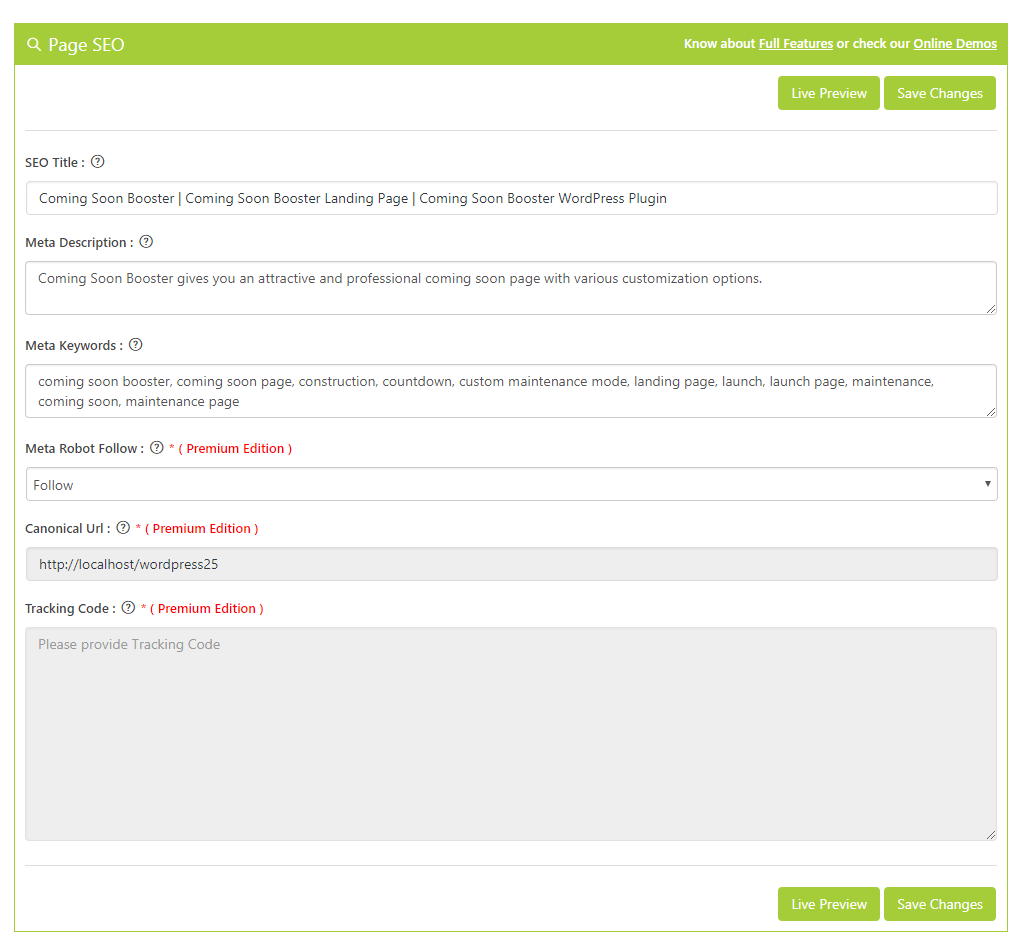 Page SEO
Know about Full Features or check our Online Demos
Live Preview
Save Changes
SEO Title :
Coming Soon Booster | Coming Soon Booster Landing Page | Coming Soon Booster WordPress Plugin
Meta Description :
Coming Soon Booster gives you an attractive and professional coming soon page with various customization options.
Meta Keywords :
coming soon booster, coming soon page, construction, countdown, custom maintenance mode, landing page, launch, launch page, maintenance,
coming soon, maintenance page
Meta Robot Follow : * ( Premium Edition )
Follow
Canonical Url : * ( Premium Edition )
http://localhost/wordpress25
Tracking Code : * ( Premium Edition )
Please provide Tracking Code
Live Preview
Save Changes